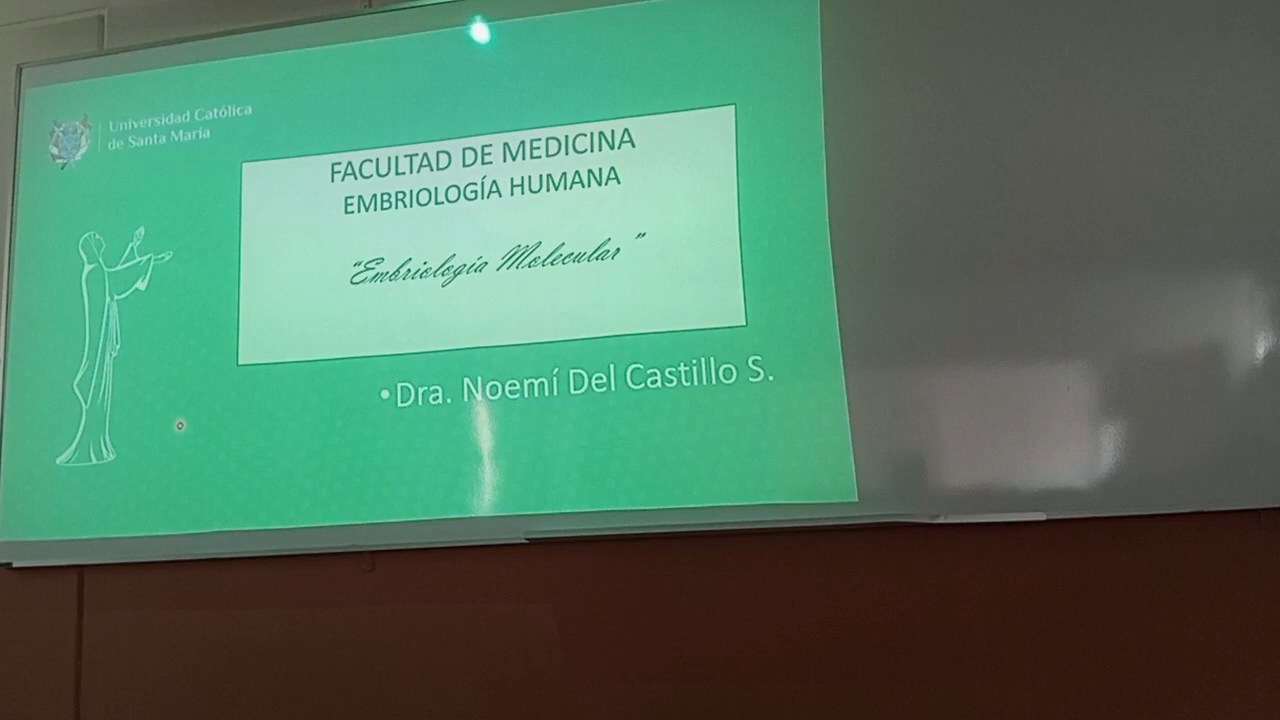 Universidad Católica
de Santa María
FACULTAD DE MEDICINA
EMBRIOLOGÍA HUMANA
“Embriología Molecular”
•Dra. Noemí Del Castillo S.